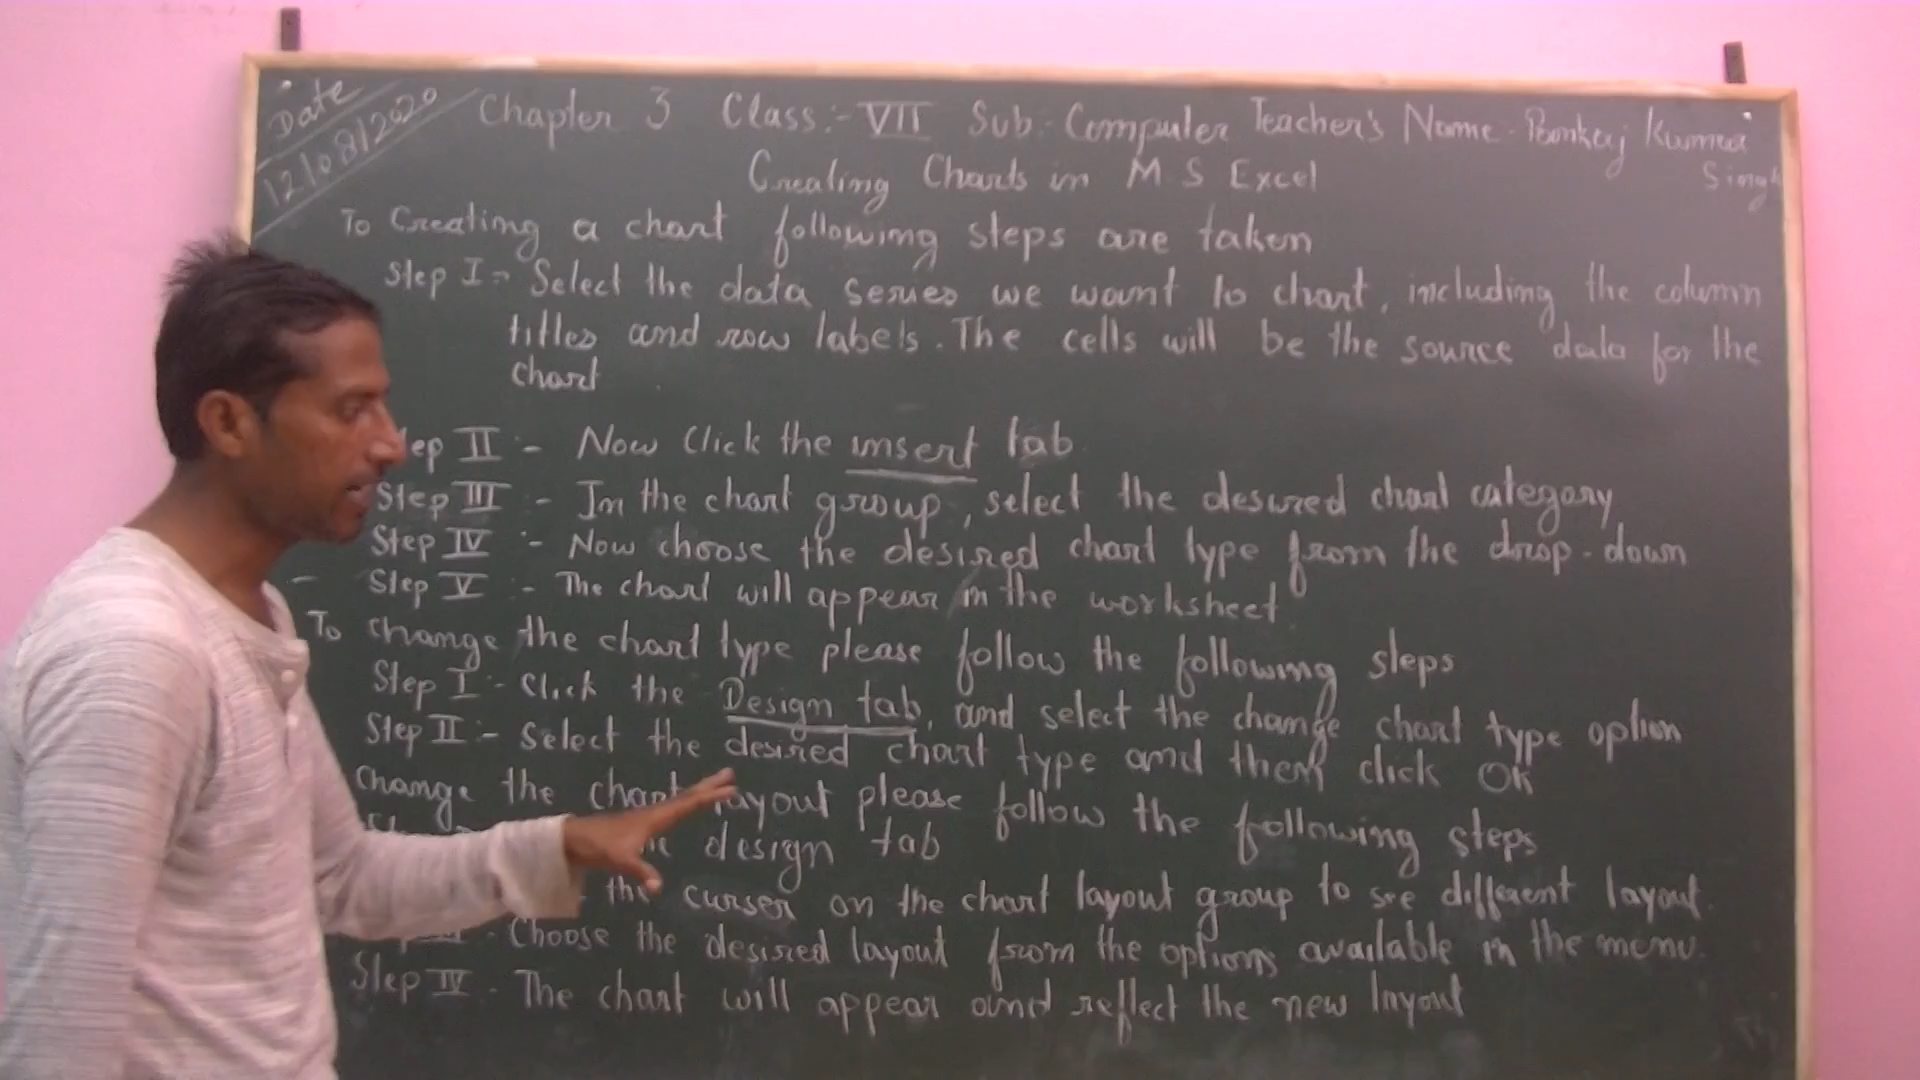 Date
12/08/2020
Chapter 3 Class:- VII Sub:- Computer Teacher's Name - Pankaj Kumar Singh
Creating Charts in M S Excel
To Creating a chart following steps are taken
Step I :- Select the data series we want to chart, including the column
titles and row labels. The cells will be the source data for the
chart
ep II :- Now Click the insert tab
Step III :- In the chart group, select the desired chart category
Step IV :- Now choose the desired chart type from the drop-down
- Step V :- The chart will appear in the worksheet
To change the chart type please follow the following steps
Step I :- Click the Design tab, and select the change chart type option
Step II :- Select the desired chart type and then click OK
Change the chart layout please follow the following steps
design tab
the curser on the chart layout group to see different layout.
- Choose the desired layout from the options available in the menu.
Step IV - The chart will appear and reflect the new layout